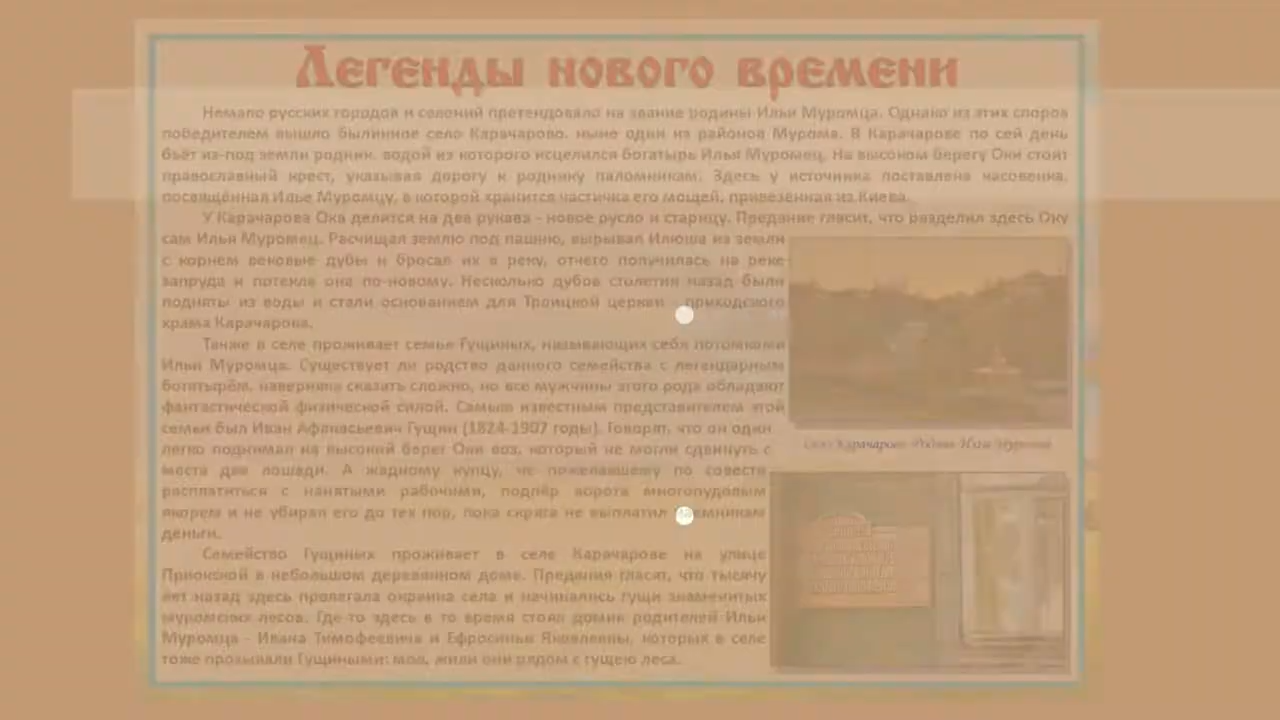 Легенды нового времени
Немало русских городов и селений претендовало на звание родины Ильи Муромца. Однако из этих споров
победителем вышло былинное село Карачарово, ныне один из районов Мурома. В Карачарове по сей день
бьёт из-под земли родник, водой из которого исцелился богатырь Илья Муромец. На высоком берегу Оки стоит
православный крест, указывая дорогу к роднику паломникам. Здесь у источника поставлена часовенка,
посвящённая Илье Муромцу, в которой хранится частичка его мощей, привезённая из Киева.
У Карачарова Ока делится на два рукава - новое русло и старицу. Предание гласит, что разделил здесь Оку
сам Илья Муромец. Расчищая землю под пашню, вырывал Илюша из земли
с корнем вековые дубы и бросал их в реку, отчего получилась на реке
запруда и потекла она по-новому. Несколько дубов столетия назад были
подняты из воды и стали основанием для Троицкой церкви - приходского
храма Карачарова.
Также в селе проживает семья Гущиных, называющих себя потомками
Ильи Муромца. Существует ли родство данного семейства с легендарным
богатырём, наверняка сказать сложно, но все мужчины этого рода обладают
фантастической физической силой. Самым известным представителем этой
семьи был Иван Афанасьевич Гущин (1824-1907 годы). Говорят, что он один
легко поднимал на высокий берег Оки воз, который не могли сдвинуть с
места две лошади. А жадному купцу, не пожелавшему по совести
расплатиться с нанятыми рабочими, подпёр ворота многопудовым
якорем и не убирал его до тех пор, пока скряга не выплатил наёмникам
деньги.
Семейство Гущиных проживает в селе Карачарове на улице
Приокской в небольшом деревянном доме. Предания гласят, что тысячу
лет назад здесь пролегала окраина села и начинались гущи знаменитых
муромских лесов. Где-то здесь в то время стоял домик родителей Ильи
Муромца - Ивана Тимофеевича и Ефросиньи Яковлевны, которых в селе
тоже прозывали Гущиными: мол, жили они рядом с гущею леса.
Село Карачарово. Родина Ильи Муромца